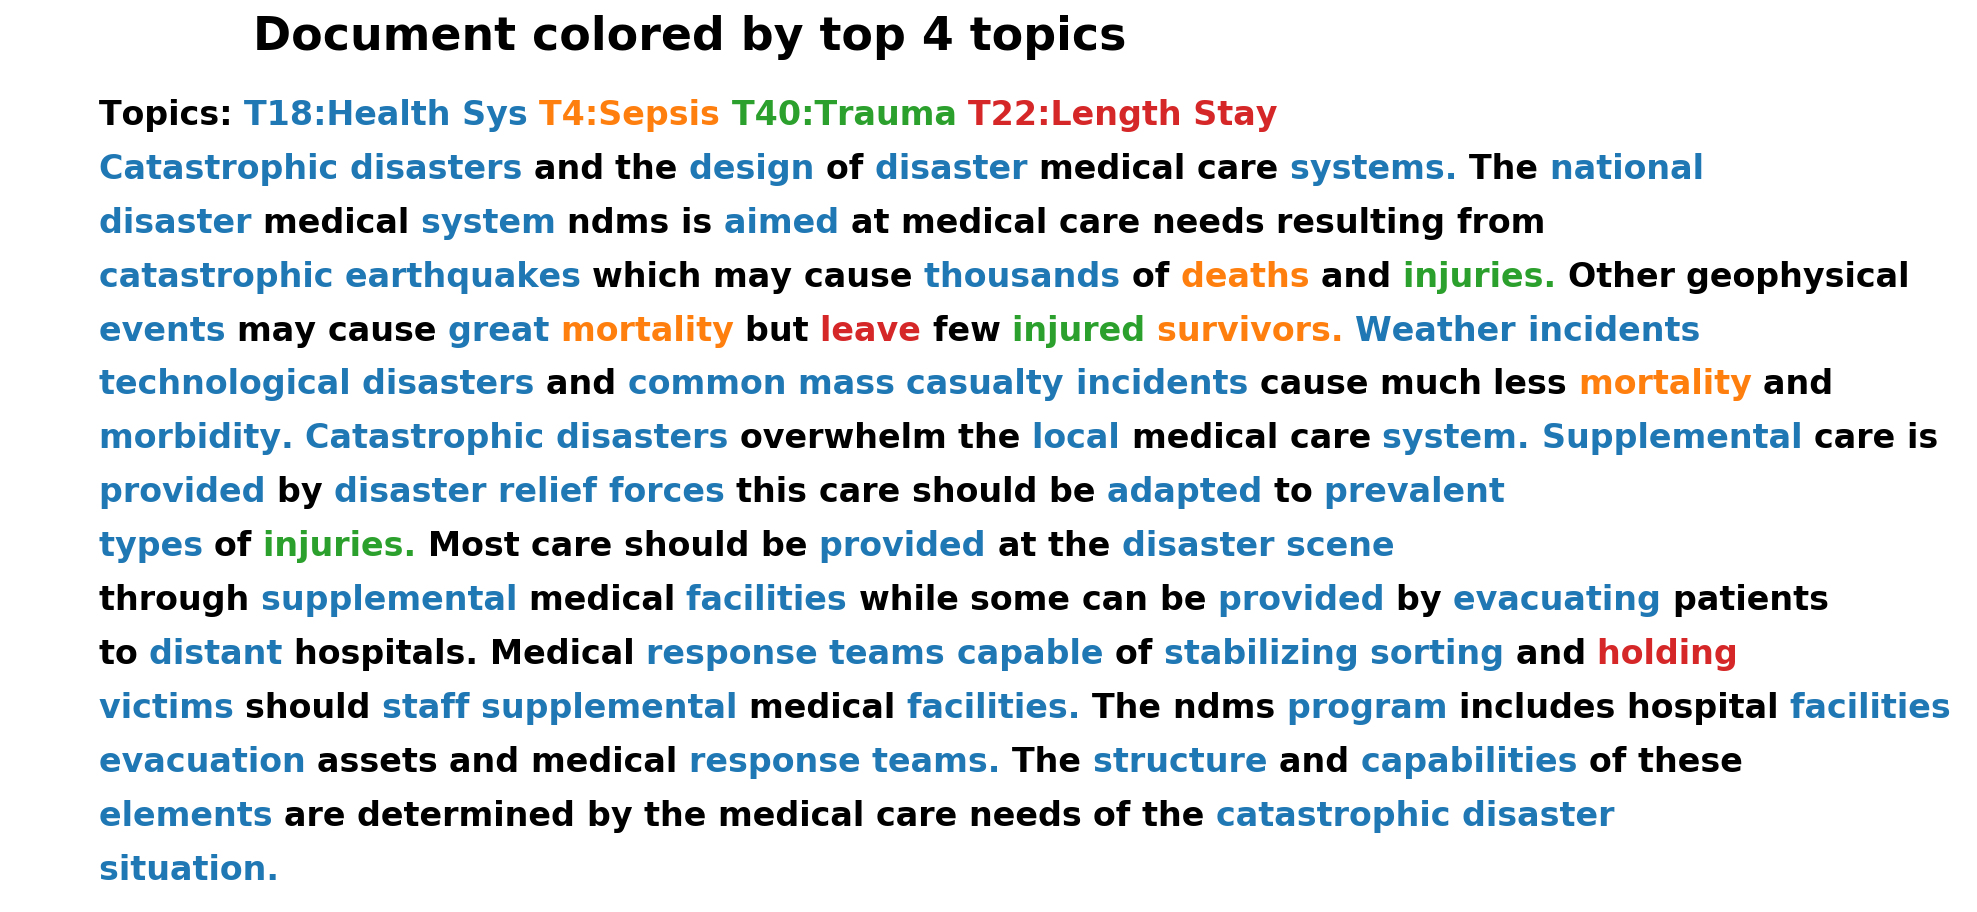 Document colored by top 4 topics
Topics: T18:Health Sys T4:Sepsis T40:Trauma T22:Length Stay
Catastrophic disasters and the design of disaster medical care systems. The national
disaster medical system ndms is aimed at medical care needs resulting from
catastrophic earthquakes which may cause thousands of deaths and injuries. Other geophysical
events may cause great mortality but leave few injured survivors. Weather incidents
technological disasters and common mass casualty incidents cause much less mortality and
morbidity. Catastrophic disasters overwhelm the local medical care system. Supplemental care is
provided by disaster relief forces this care should be adapted to prevalent
types of injuries. Most care should be provided at the disaster scene
through supplemental medical facilities while some can be provided by evacuating patients
to distant hospitals. Medical response teams capable of stabilizing sorting and holding
victims should staff supplemental medical facilities. The ndms program includes hospital facilities
evacuation assets and medical response teams. The structure and capabilities of these
elements are determined by the medical care needs of the catastrophic disaster
situation.